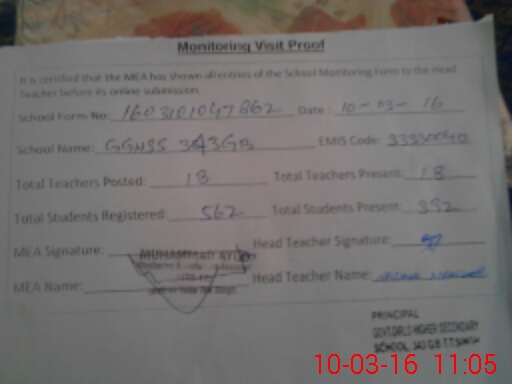 Monitoring Visit Proof
It is certified that the MEA has shown all entries of the School Monitoring Form to the Head
Teacher before its online submission.
School Form No: Date: 10-03-16
School Name: GGHSS 343GB EMIS Code:
Total Teachers Posted: 18 Total Teachers Present: 18
Total Students Registered: 562 Total Students Present: 392
MEA Signature: MUHAMMAD Head Teacher Signature:
MEA Name: Head Teacher Name:
PRINCIPAL
GOVT.GIRLS HIGHER SECONDARY
SCHOOL, 343 GB T.T.SINGH
10-03-16 11:05